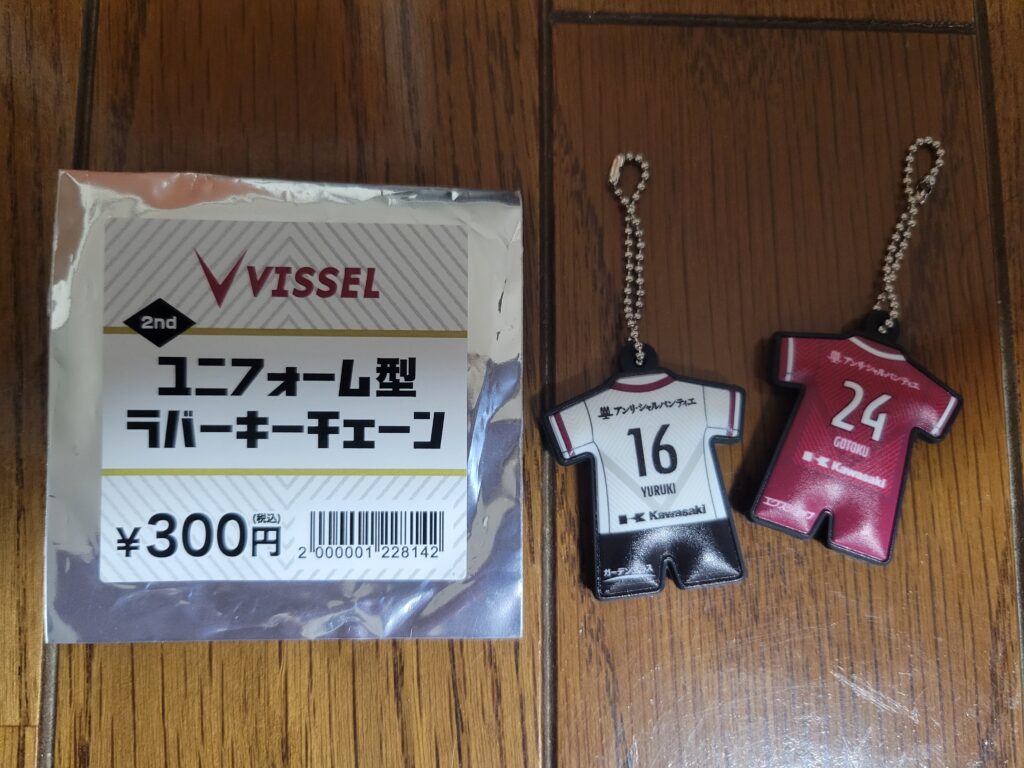 VISSEL
2nd
ユニフォーム型
ラバーキーチェーン
¥300円(税込)
2 000001 228142
アンリ・シャルパンティエ
16
YURUKI
Kawasaki
アンリ・シャルパンティエ
24
GOTOKU
Kawasaki